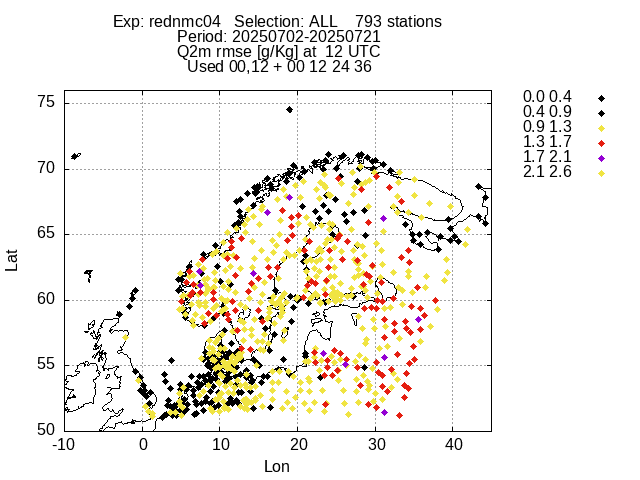 Exp: rednmc04   Selection: ALL    793 stations
Period: 20250702-20250721
Q2m rmse [g/Kg] at  12 UTC
Used 00,12 + 00 12 24 36
0.0 0.4
0.4 0.9
0.9 1.3
1.3 1.7
1.7 2.1
2.1 2.6
75
70
65
60
55
50
Lat
-10 0 10 20 30 40
Lon